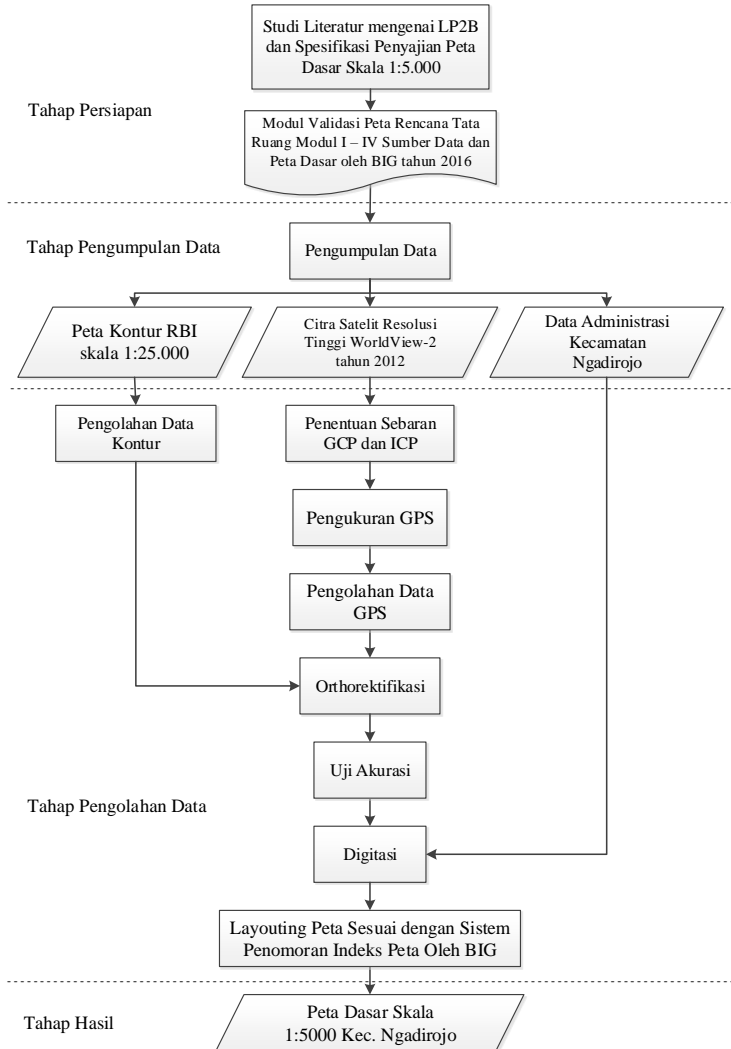 Studi Literatur mengenai LP2B
dan Spesifikasi Penyajian Peta
Dasar Skala 1:5.000
Tahap Persiapan
Modul Validasi Peta Rencana Tata
Ruang Modul I – IV Sumber Data dan
Peta Dasar oleh BIG tahun 2016
Tahap Pengumpulan Data
Pengumpulan Data
Peta Kontur RBI
skala 1:25.000
Citra Satelit Resolusi
Tinggi WorldView-2
tahun 2012
Data Administrasi
Kecamatan
Ngadirojo
Pengolahan Data
Kontur
Penentuan Sebaran
GCP dan ICP
Pengukuran GPS
Pengolahan Data
GPS
Orthorektifikasi
Uji Akurasi
Tahap Pengolahan Data
Digitasi
Layouting Peta Sesuai dengan Sistem
Penomoran Indeks Peta Oleh BIG
Tahap Hasil
Peta Dasar Skala
1:5000 Kec. Ngadirojo